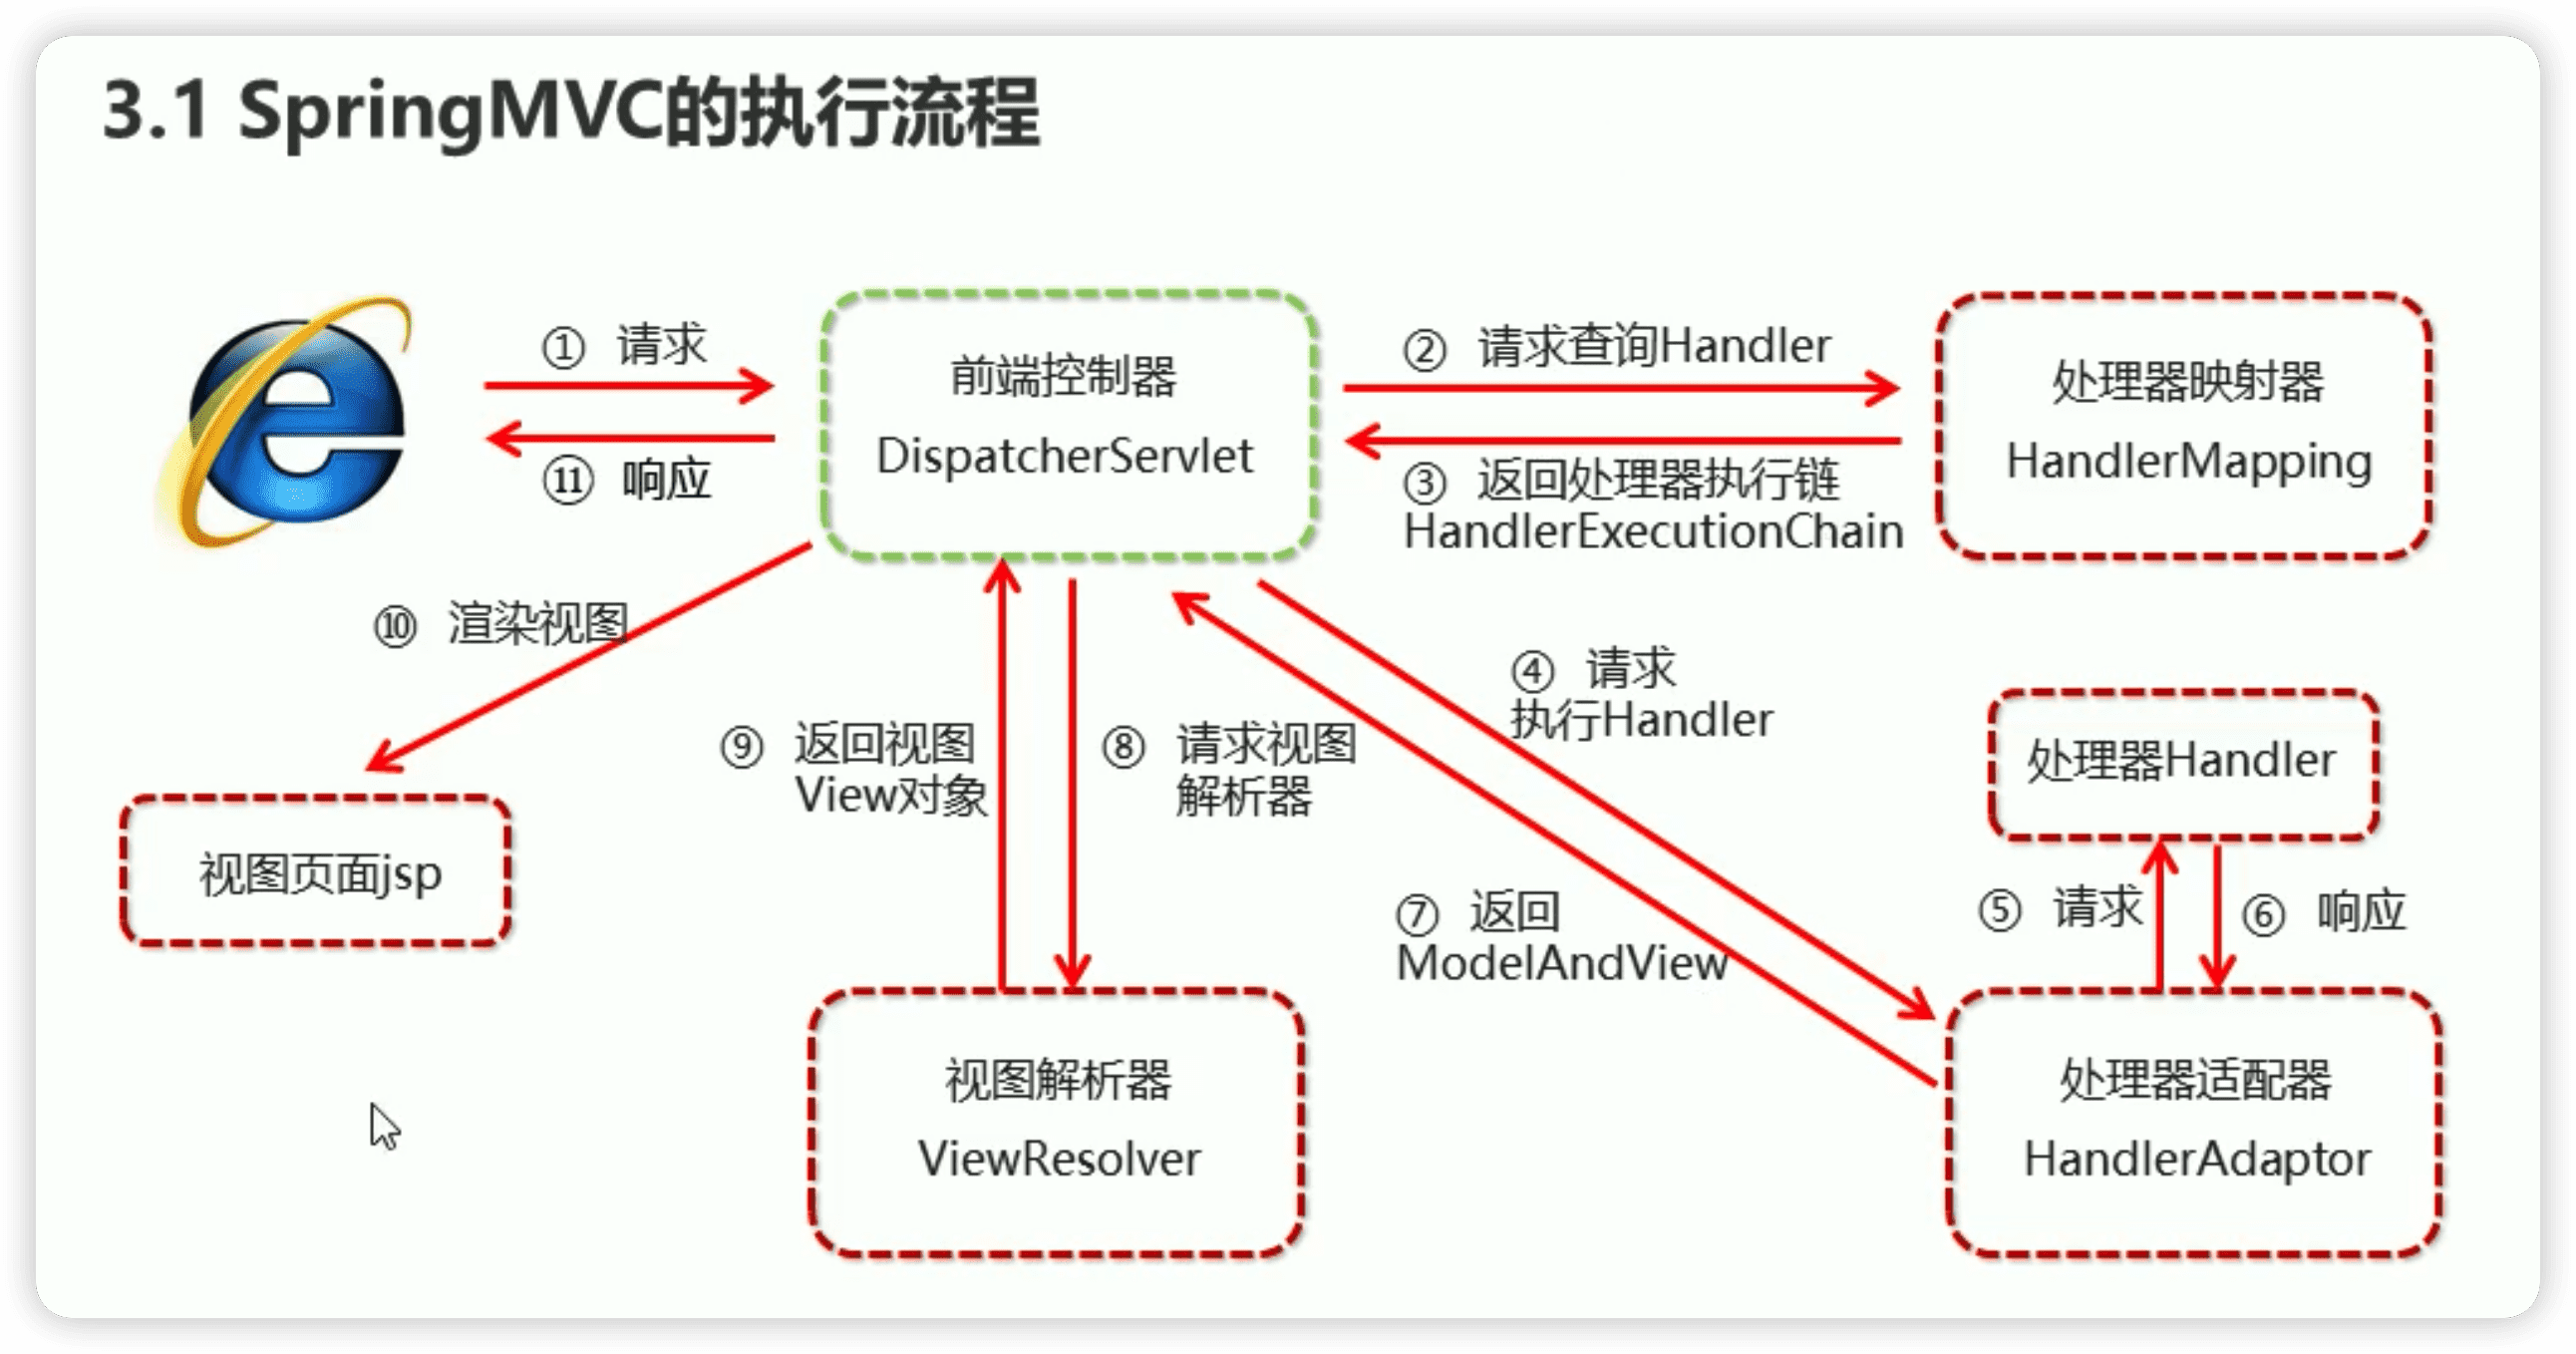 3.1 SpringMVC的执行流程
① 请求
⑪ 响应
前端控制器
DispatcherServlet
② 请求查询Handler
③ 返回处理器执行链
HandlerExecutionChain
处理器映射器
HandlerMapping
⑩ 渲染视图
④ 请求
执行Handler
⑨ 返回视图
View对象
⑧ 请求视图
解析器
处理器Handler
视图页面jsp
⑦ 返回
ModelAndView
⑤ 请求
⑥ 响应
视图解析器
ViewResolver
处理器适配器
HandlerAdaptor